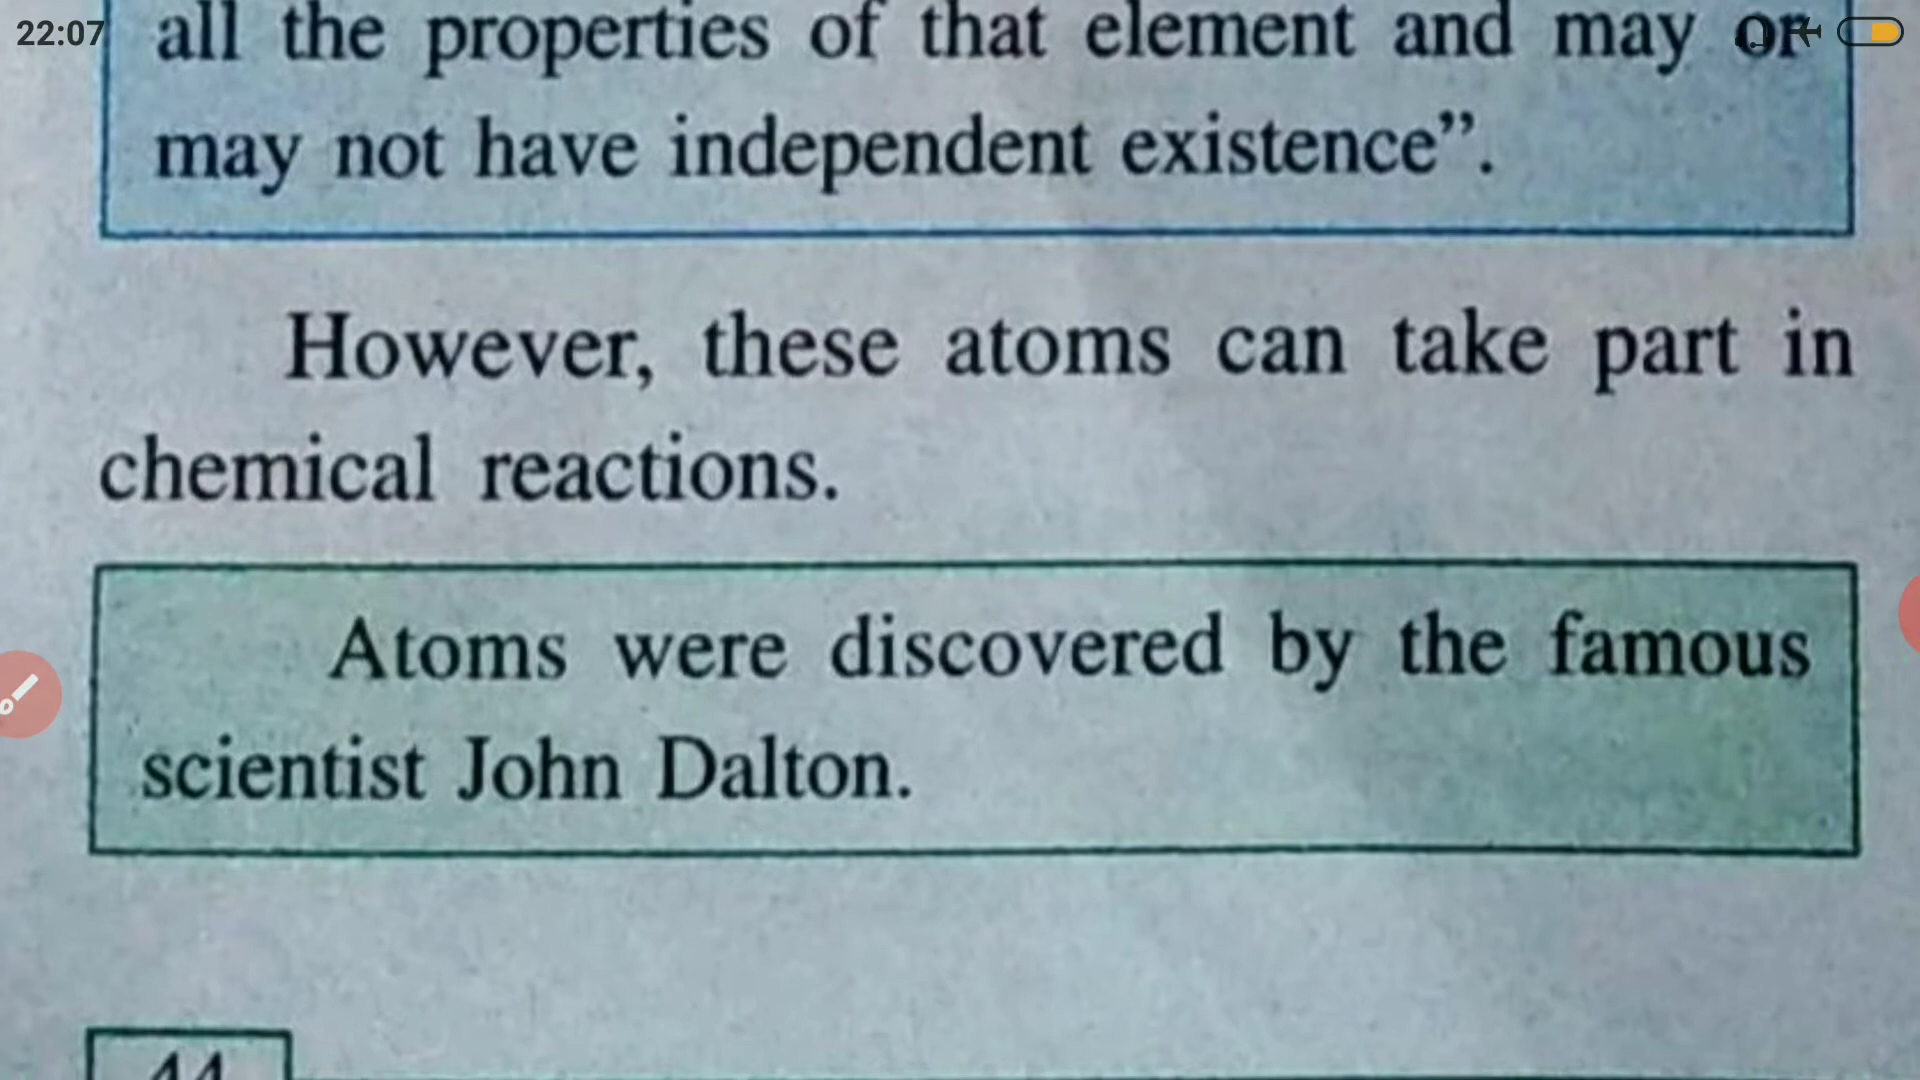 22:07
all the properties of that element and may or
may not have independent existence”.
However, these atoms can take part in
chemical reactions.
Atoms were discovered by the famous
scientist John Dalton.
44